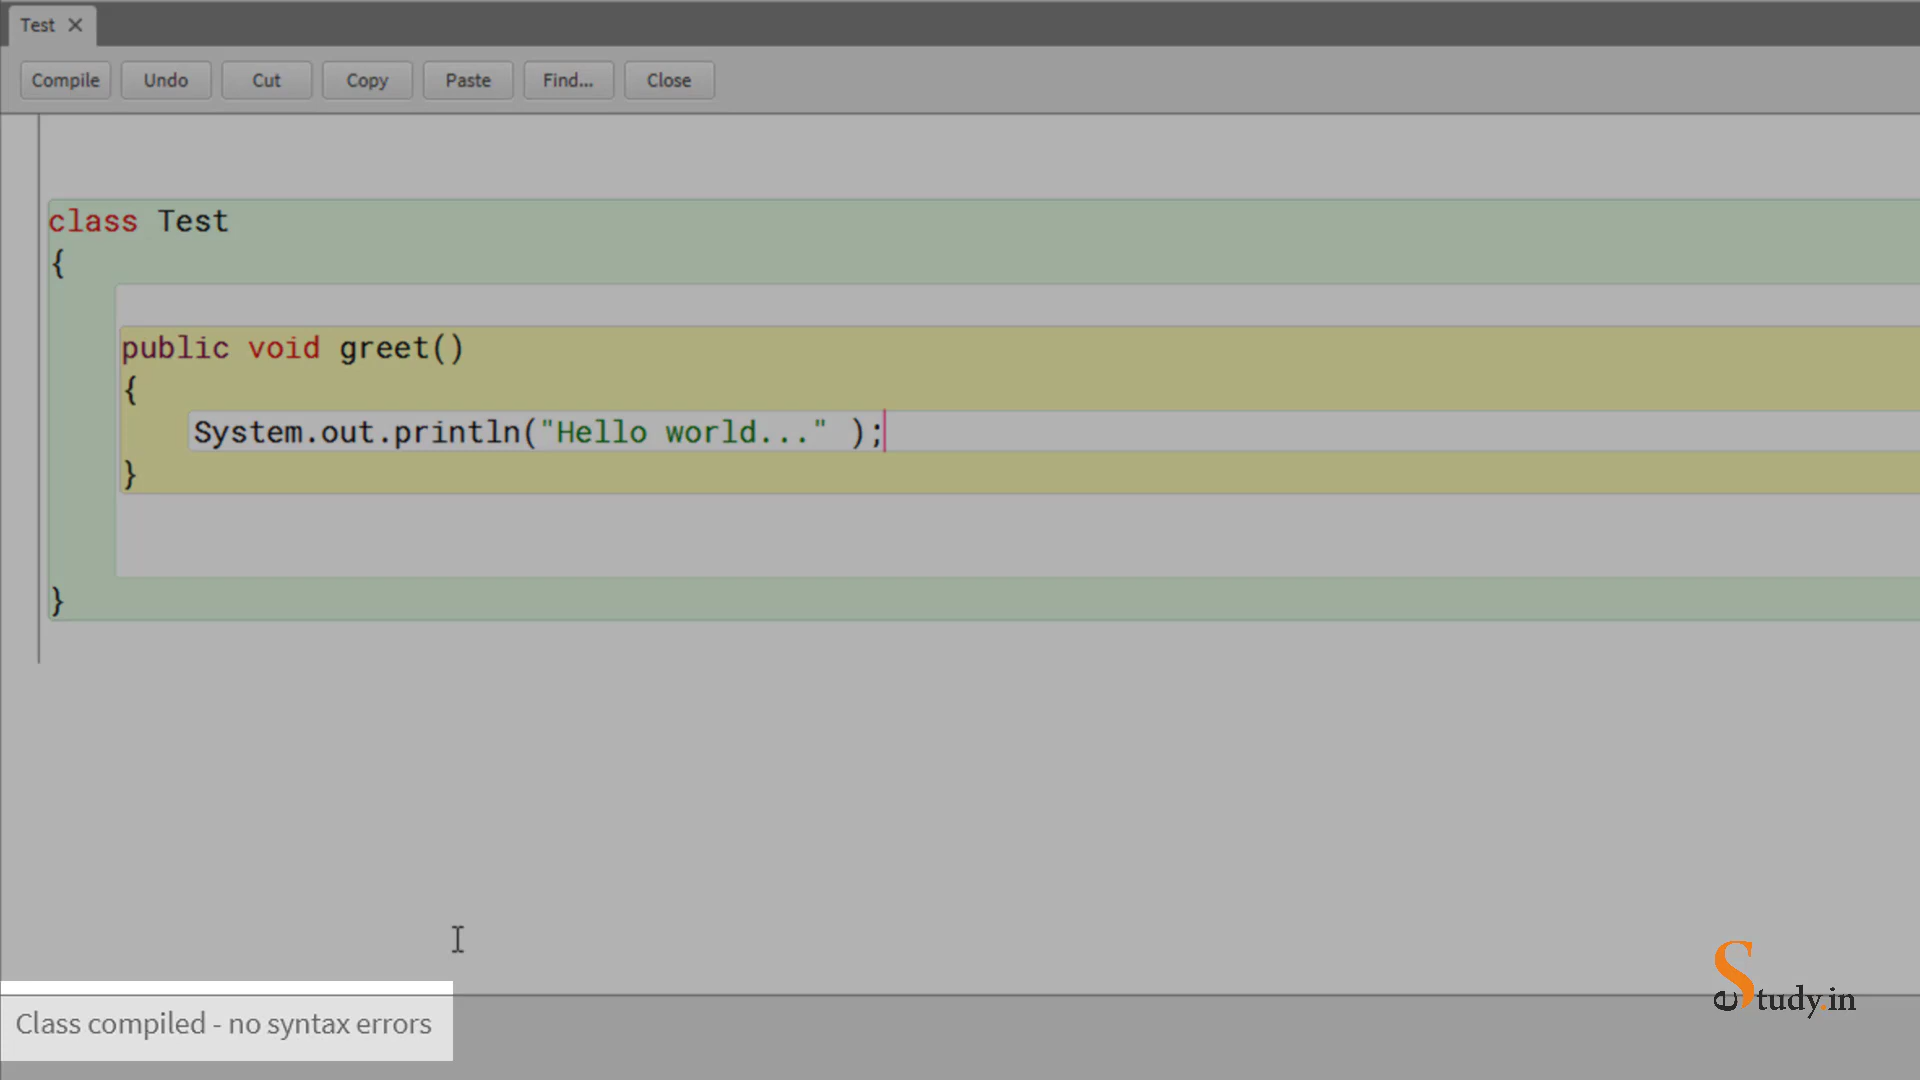 Test ✕
Compile Undo Cut Copy Paste Find... Close
class Test
{
public void greet()
{
System.out.println("Hello world..." );
}
}
Class compiled - no syntax errors
eStudy.in